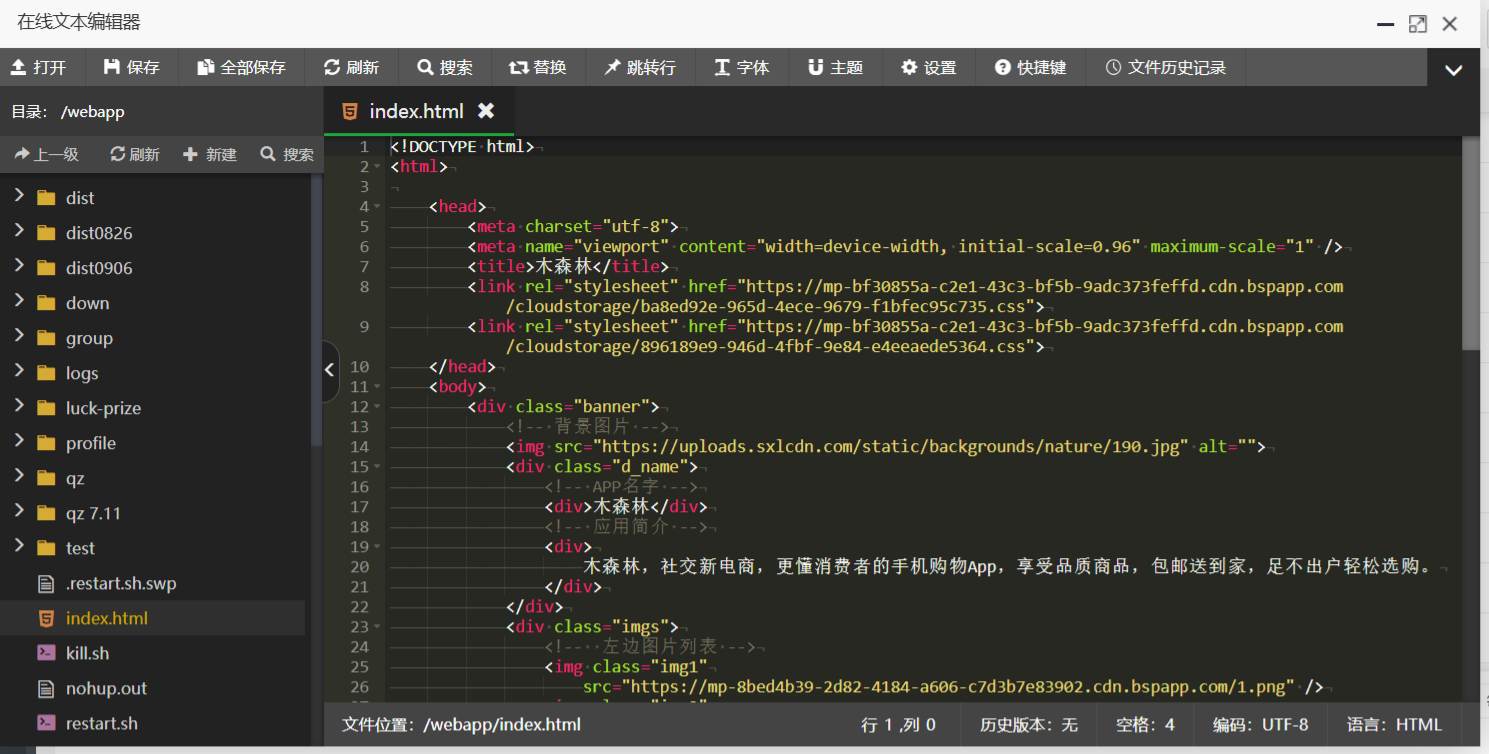 在线文本编辑器
打开 保存 全部保存 刷新 搜索 替换 跳转行 字体 主题 设置 快捷键 文件历史记录
目录： /webapp
上一级 刷新 新建 搜索
dist
dist0826
dist0906
down
group
logs
luck-prize
profile
qz
qz 7.11
test
.restart.sh.swp
index.html
kill.sh
nohup.out
restart.sh
index.html
1 <!DOCTYPE html>
2 <html>
3
4 <head>
5 <meta charset="utf-8">
6 <meta name="viewport" content="width=device-width, initial-scale=0.96" maximum-scale="1" />
7 <title>木森林</title>
8 <link rel="stylesheet" href="https://mp-bf30855a-c2e1-43c3-bf5b-9adc373feffd.cdn.bspapp.com
/cloudstorage/ba8ed92e-965d-4ece-9679-f1bfec95c735.css">
9 <link rel="stylesheet" href="https://mp-bf30855a-c2e1-43c3-bf5b-9adc373feffd.cdn.bspapp.com
/cloudstorage/896189e9-946d-4fbf-9e84-e4eeaede5364.css">
10 </head>
11 <body>
12 <div class="banner">
13 <!-- 背景图片 -->
14 <img src="https://uploads.sxlcdn.com/static/backgrounds/nature/190.jpg" alt="">
15 <div class="d_name">
16 <!-- APP名字 -->
17 <div>木森林</div>
18 <!-- 应用简介 -->
19 <div>
20 木森林，社交新电商，更懂消费者的手机购物App，享受品质商品，包邮送到家，足不出户轻松选购。
21 </div>
22 </div>
23 <div class="imgs">
24 <!-- 左边图片列表 -->
25 <img class="img1"
26 src="https://mp-8bed4b39-2d82-4184-a606-c7d3b7e83902.cdn.bspapp.com/1.png" />
文件位置：/webapp/index.html 行 1 ,列 0 历史版本：无 空格：4 编码：UTF-8 语言：HTML